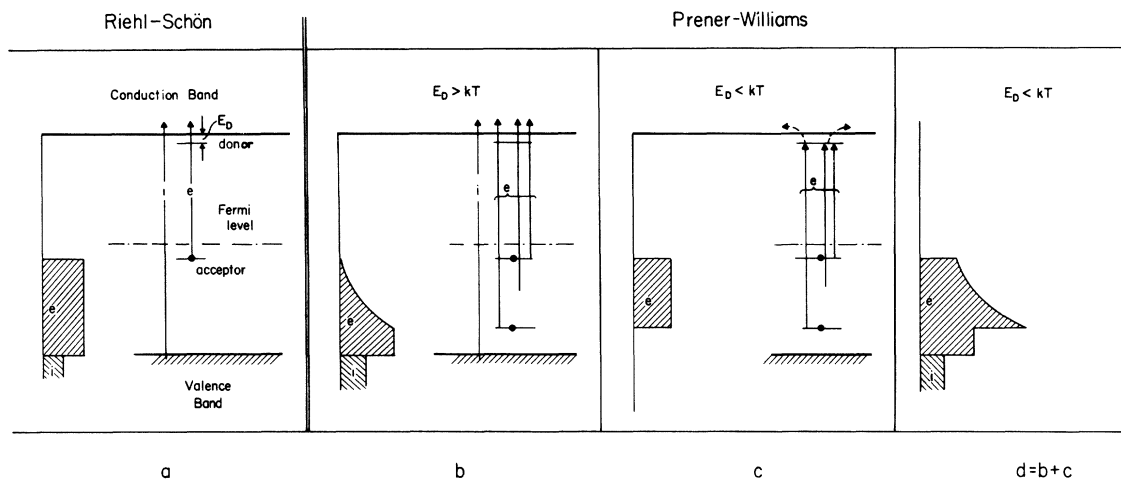 Riehl-Schön
Prener-Williams
Conduction Band
E_D
donor
e
Fermi
level
acceptor
e
i
Valence
Band
E_D > kT
e
e
i
E_D < kT
e
e
E_D < kT
e
i
a
b
c
d=b+c